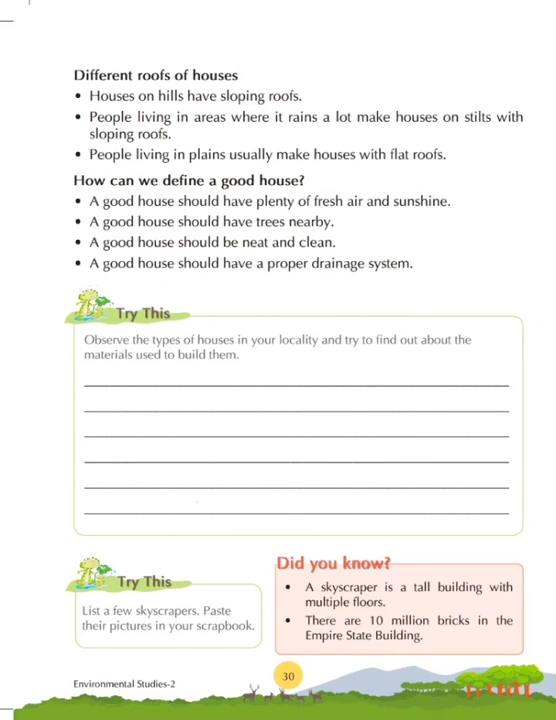 Different roofs of houses
• Houses on hills have sloping roofs.
• People living in areas where it rains a lot make houses on stilts with
sloping roofs.
• People living in plains usually make houses with flat roofs.
How can we define a good house?
• A good house should have plenty of fresh air and sunshine.
• A good house should have trees nearby.
• A good house should be neat and clean.
• A good house should have a proper drainage system.
Try This
Observe the types of houses in your locality and try to find out about the
materials used to build them.
Try This
List a few skyscrapers. Paste
their pictures in your scrapbook.
Did you know?
• A skyscraper is a tall building with
multiple floors.
• There are 10 million bricks in the
Empire State Building.
Environmental Studies-2
30